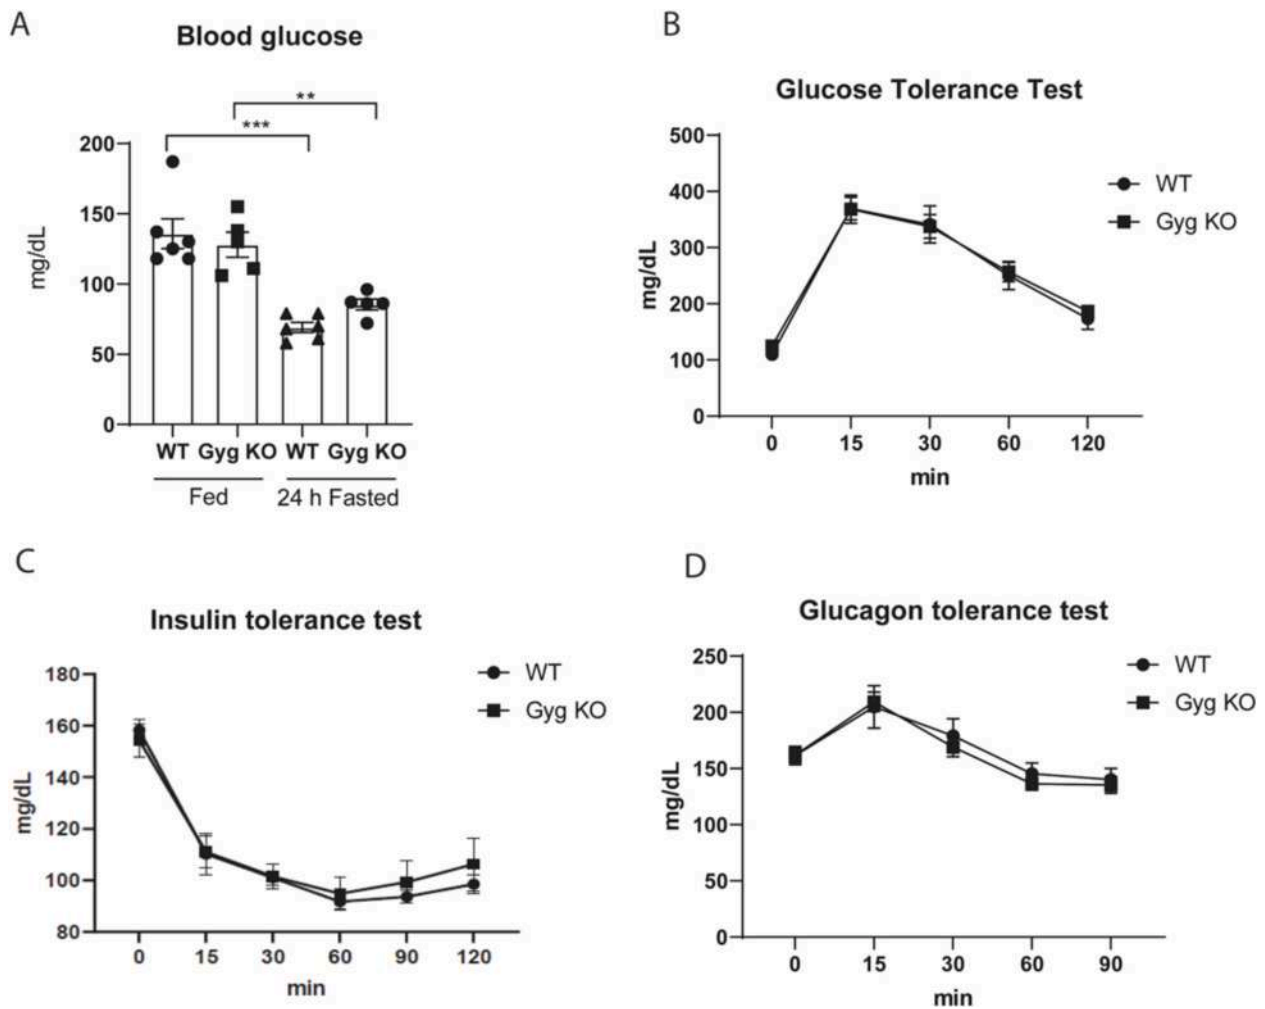 A
Blood glucose
**
***
200
150
100
50
0
mg/dL
WT Gyg KO WT Gyg KO
Fed 24 h Fasted
B
Glucose Tolerance Test
500
400
300
200
100
0
mg/dL
0 15 30 60 120
min
WT
Gyg KO
C
Insulin tolerance test
180
160
140
120
100
80
mg/dL
0 15 30 60 90 120
min
WT
Gyg KO
D
Glucagon tolerance test
250
200
150
100
50
0
mg/dL
0 15 30 60 90
min
WT
Gyg KO